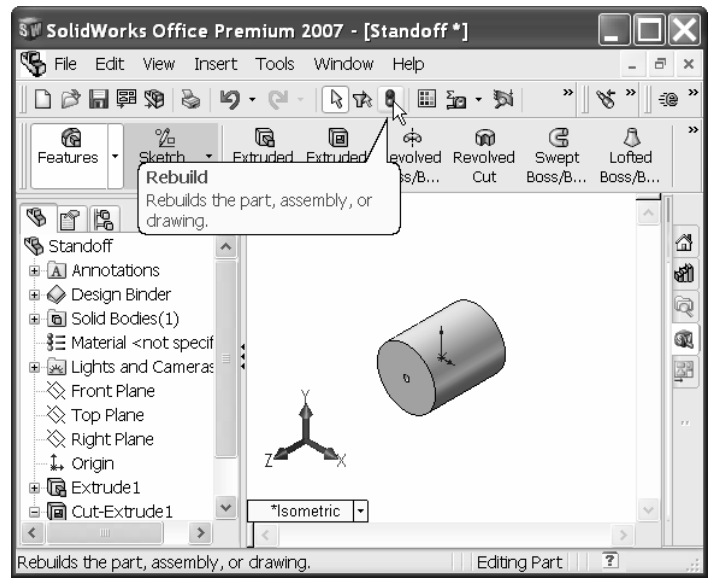 SW SolidWorks Office Premium 2007 - [Standoff *]
File Edit View Insert Tools Window Help
Features Sketch Extruded Extruded Revolved Revolved Swept Lofted
Boss/B... Cut Boss/B... Boss/B...
Rebuild
Rebuilds the part, assembly, or
drawing.
Standoff
A Annotations
Design Binder
Solid Bodies(1)
Material <not specif
Lights and Cameras
Front Plane
Top Plane
Right Plane
Origin
Extrude1
Cut-Extrude1
Y
Z X
*Isometric
Rebuilds the part, assembly, or drawing. Editing Part ?